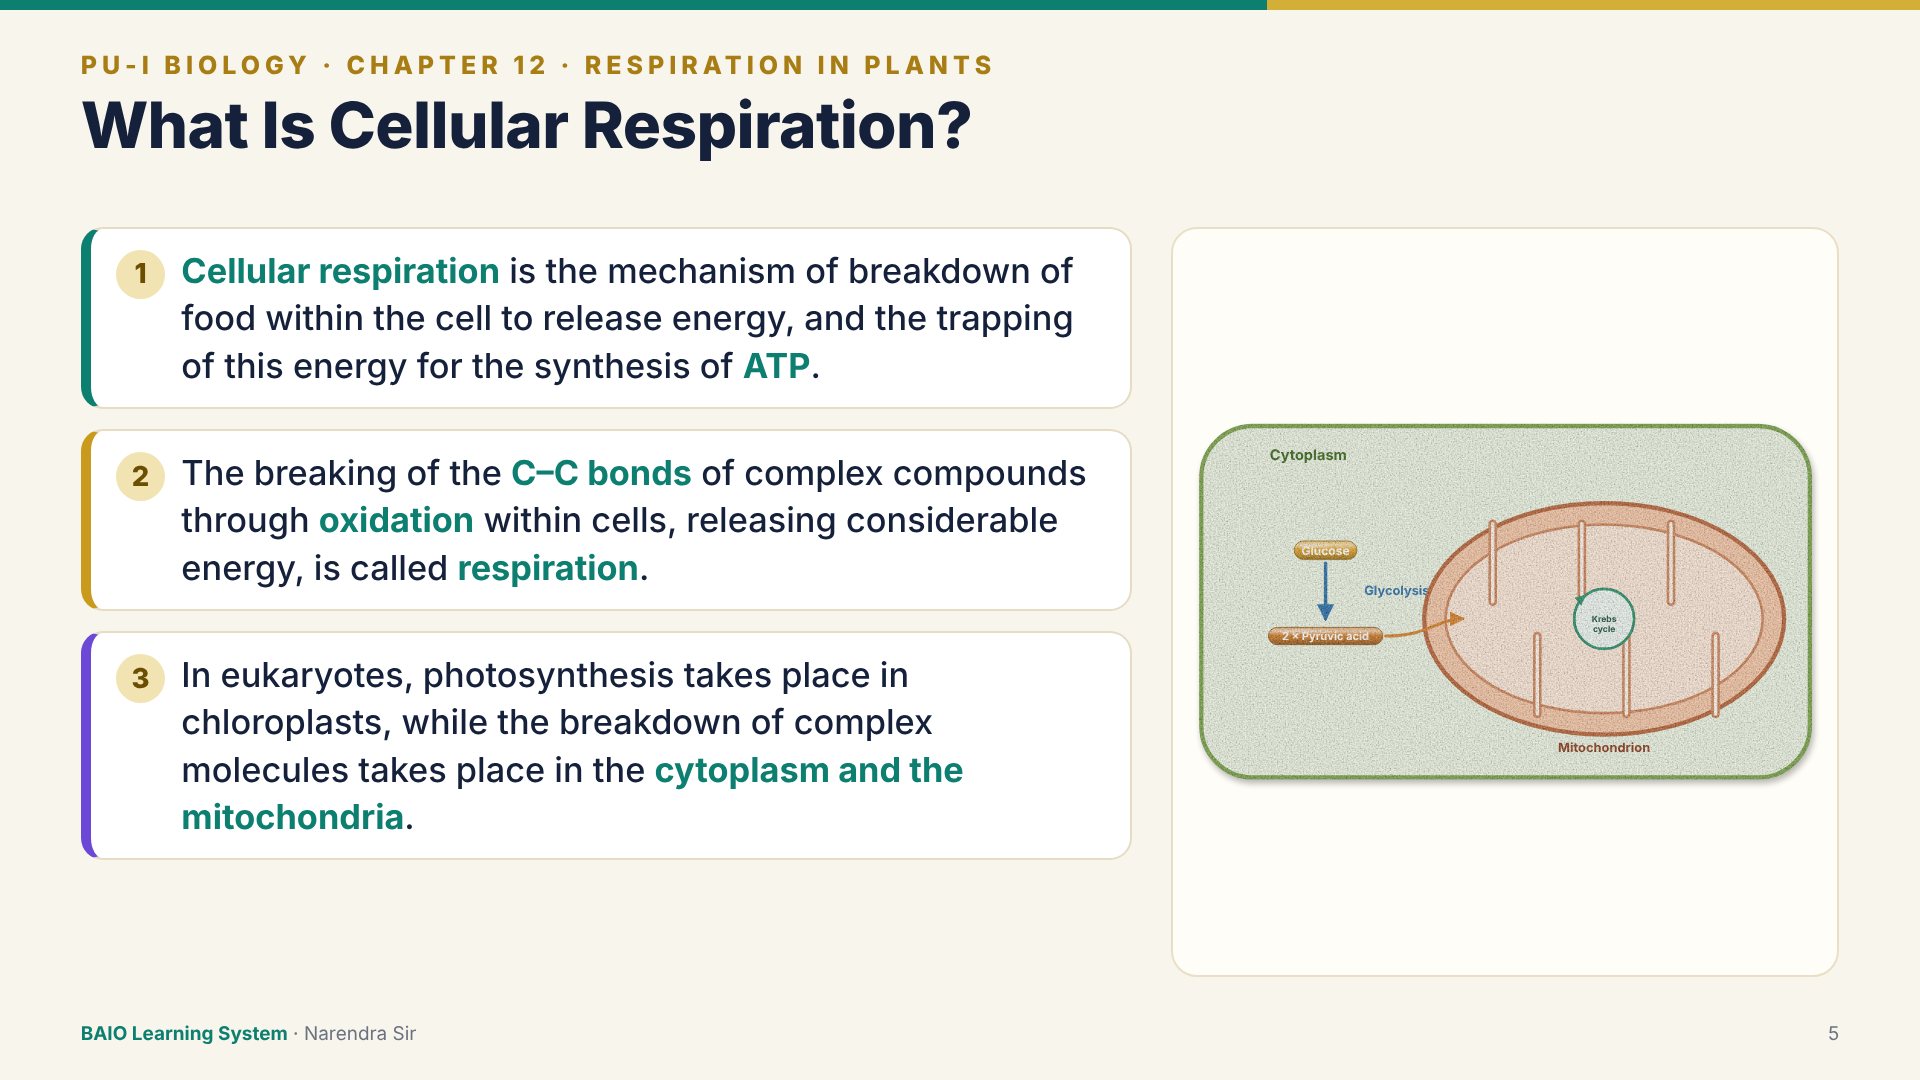 PU-I BIOLOGY · CHAPTER 12 · RESPIRATION IN PLANTS
What Is Cellular Respiration?
1
Cellular respiration is the mechanism of breakdown of
food within the cell to release energy, and the trapping
of this energy for the synthesis of ATP.
2
The breaking of the C–C bonds of complex compounds
through oxidation within cells, releasing considerable
energy, is called respiration.
3
In eukaryotes, photosynthesis takes place in
chloroplasts, while the breakdown of complex
molecules takes place in the cytoplasm and the
mitochondria.
Cytoplasm
Glucose
Glycolysis
2 × Pyruvic acid
Krebs
cycle
Mitochondrion
BAIO Learning System · Narendra Sir
5